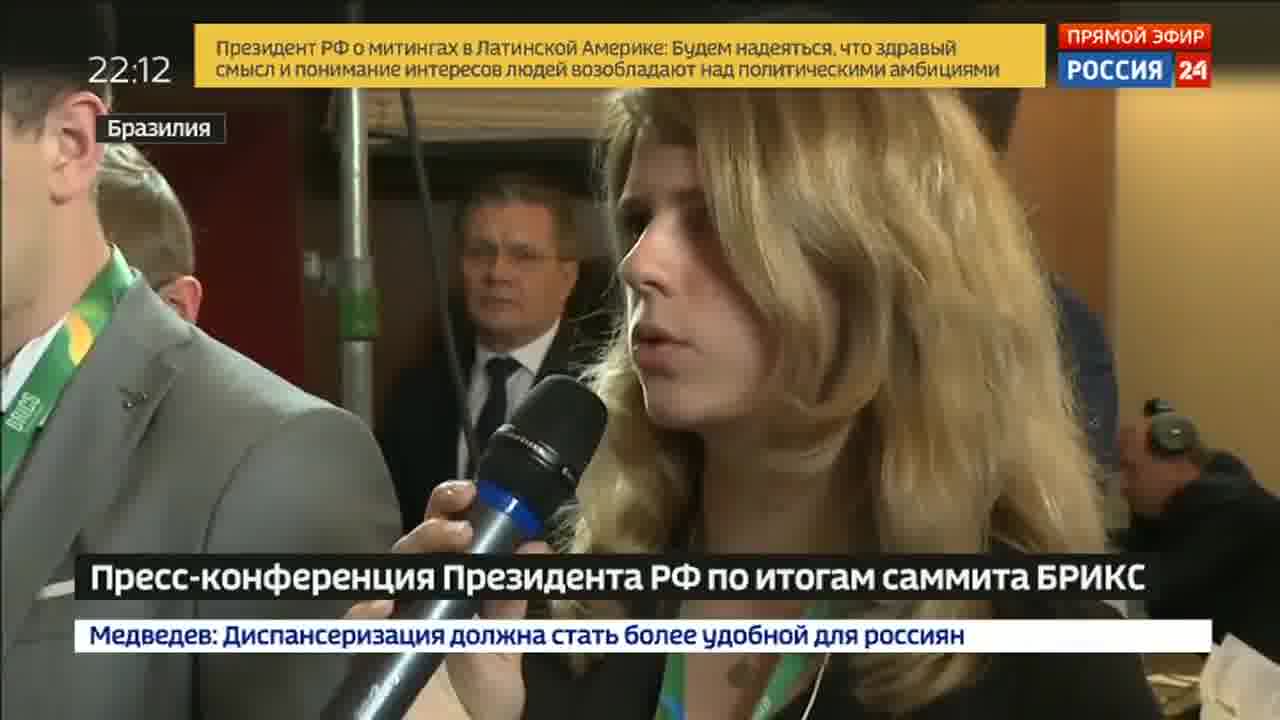 22:12
Президент РФ о митингах в Латинской Америке: Будем надеяться, что здравый
смысл и понимание интересов людей возобладают над политическими амбициями
ПРЯМОЙ ЭФИР
РОССИЯ 24
Бразилия
BRICS
Пресс-конференция Президента РФ по итогам саммита БРИКС
Медведев: Диспансеризация должна стать более удобной для россиян